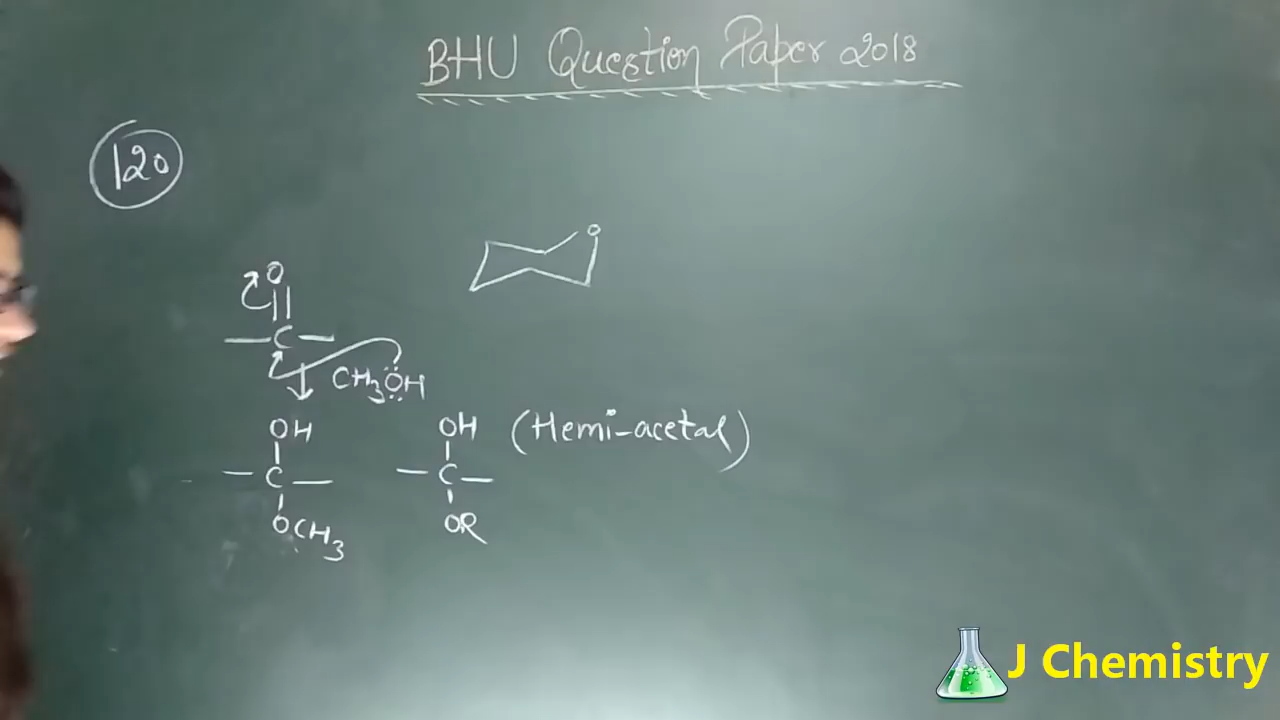 BHU Question Paper 2018
120
O
O
C
CH3OH
OH
OH (Hemi-acetal)
C
C
OCH3
OR
J Chemistry